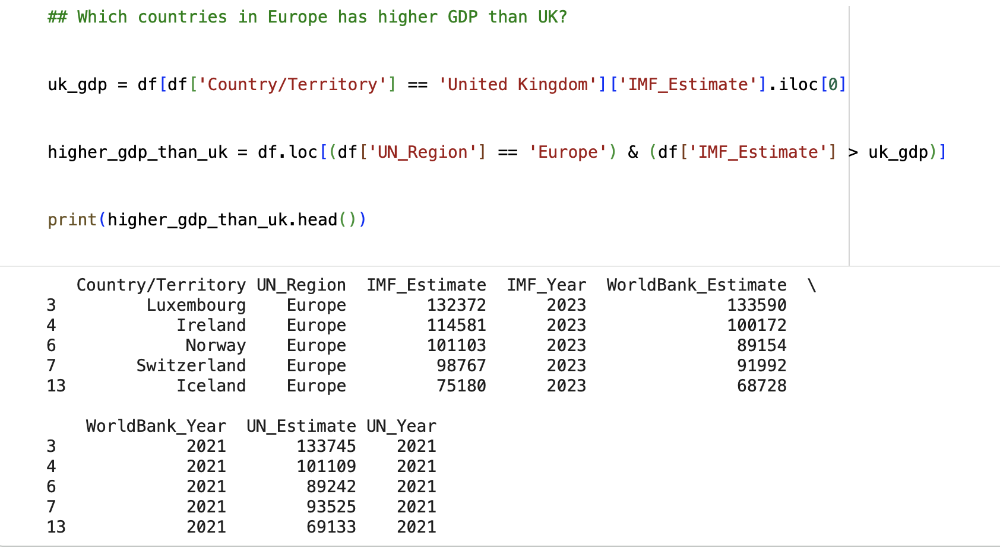 ## Which countries in Europe has higher GDP than UK?
uk_gdp = df[df['Country/Territory'] == 'United Kingdom']['IMF_Estimate'].iloc[0]
higher_gdp_than_uk = df.loc[(df['UN_Region'] == 'Europe') & (df['IMF_Estimate'] > uk_gdp)]
print(higher_gdp_than_uk.head())
   Country/Territory UN_Region  IMF_Estimate  IMF_Year  WorldBank_Estimate  \
3         Luxembourg    Europe        132372      2023              133590
4            Ireland    Europe        114581      2023              100172
6             Norway    Europe        101103      2023               89154
7        Switzerland    Europe         98767      2023               91992
13           Iceland    Europe         75180      2023               68728
    WorldBank_Year  UN_Estimate UN_Year
3             2021       133745    2021
4             2021       101109    2021
6             2021        89242    2021
7             2021        93525    2021
13            2021        69133    2021